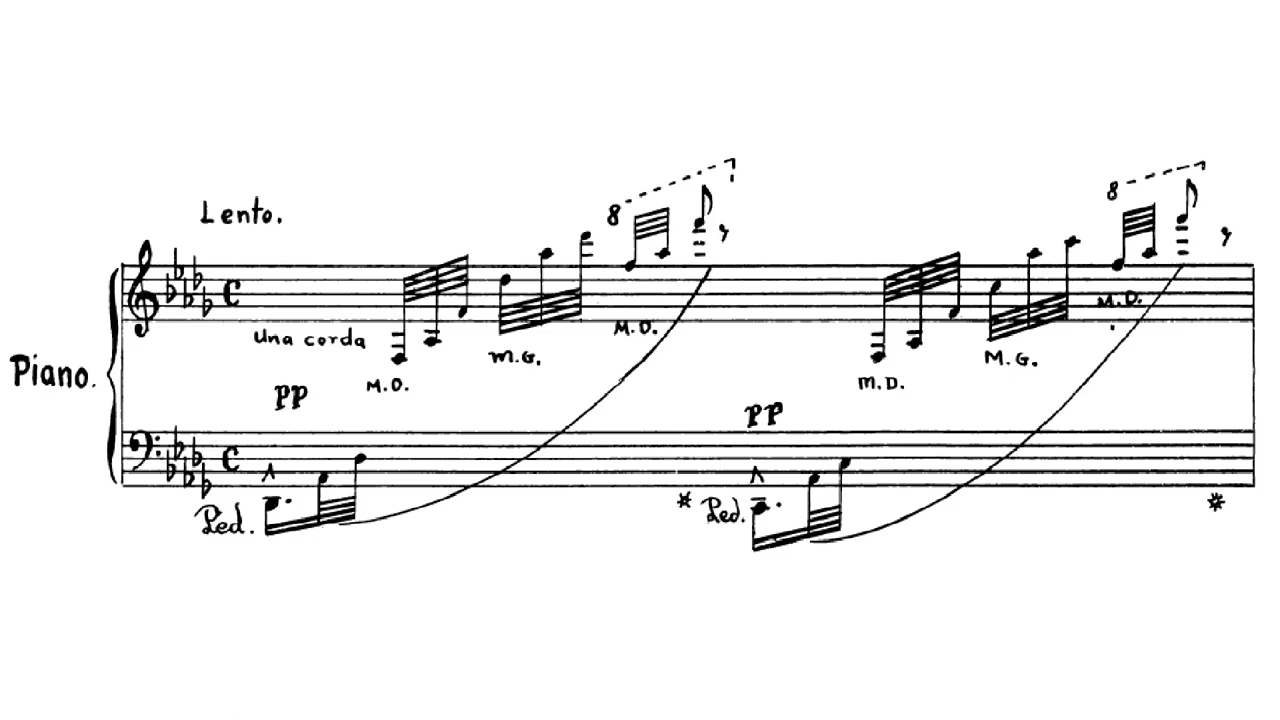 Lento.
8
8
Una corda
M.D.
M.D.
m.G.
M.G.
Piano.
pp
M.D.
m.D.
pp
Ped.
Ped.